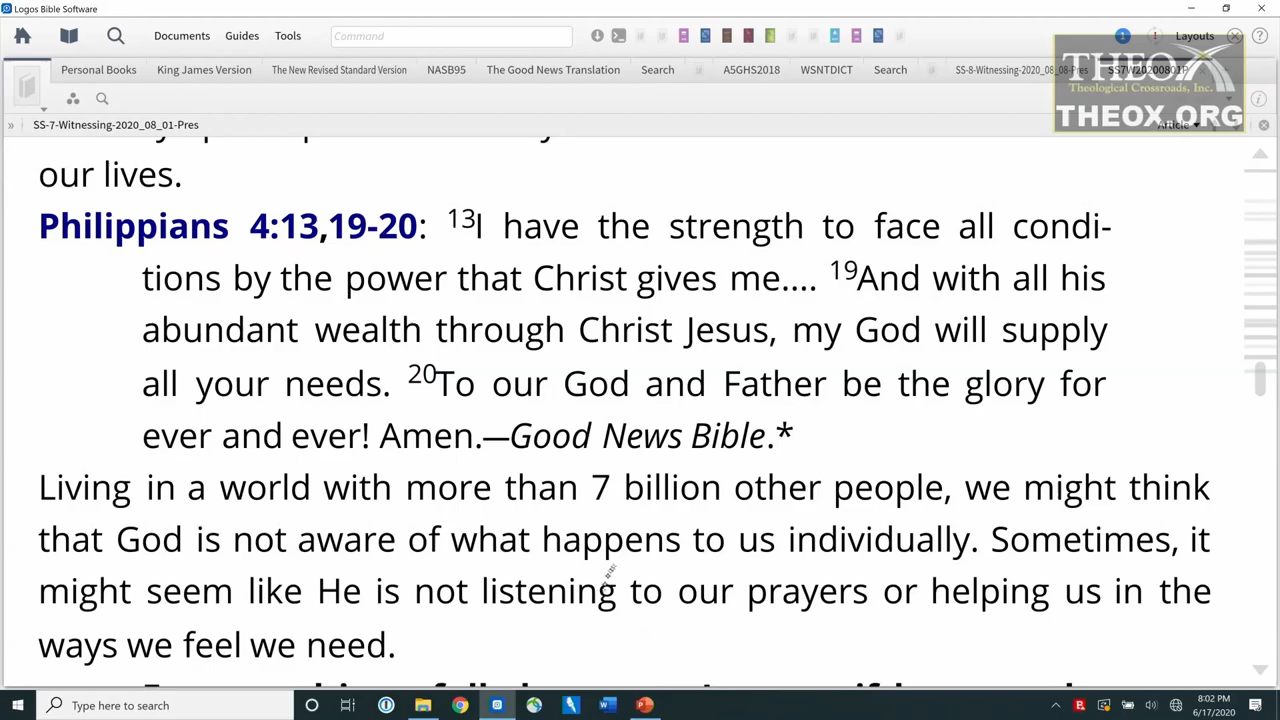 Logos Bible Software
Documents Guides Tools Command Layouts
Personal Books King James Version The New Revised Stan The Good News Translation Search A5GHS2018 WSNTDICT Search SS-8-Witnessing-2020_08_08-Pres SS7W20200801P
THEOX
Theological Crossroads, Inc.
THEOX.ORG
SS-7-Witnessing-2020_08_01-Pres Article
our lives.
Philippians 4:13,19-20: 13I have the strength to face all condi-
tions by the power that Christ gives me.... 19And with all his
abundant wealth through Christ Jesus, my God will supply
all your needs. 20To our God and Father be the glory for
ever and ever! Amen.—Good News Bible.*
Living in a world with more than 7 billion other people, we might think
that God is not aware of what happens to us individually. Sometimes, it
might seem like He is not listening to our prayers or helping us in the
ways we feel we need.
Type here to search
8:02 PM
6/17/2020